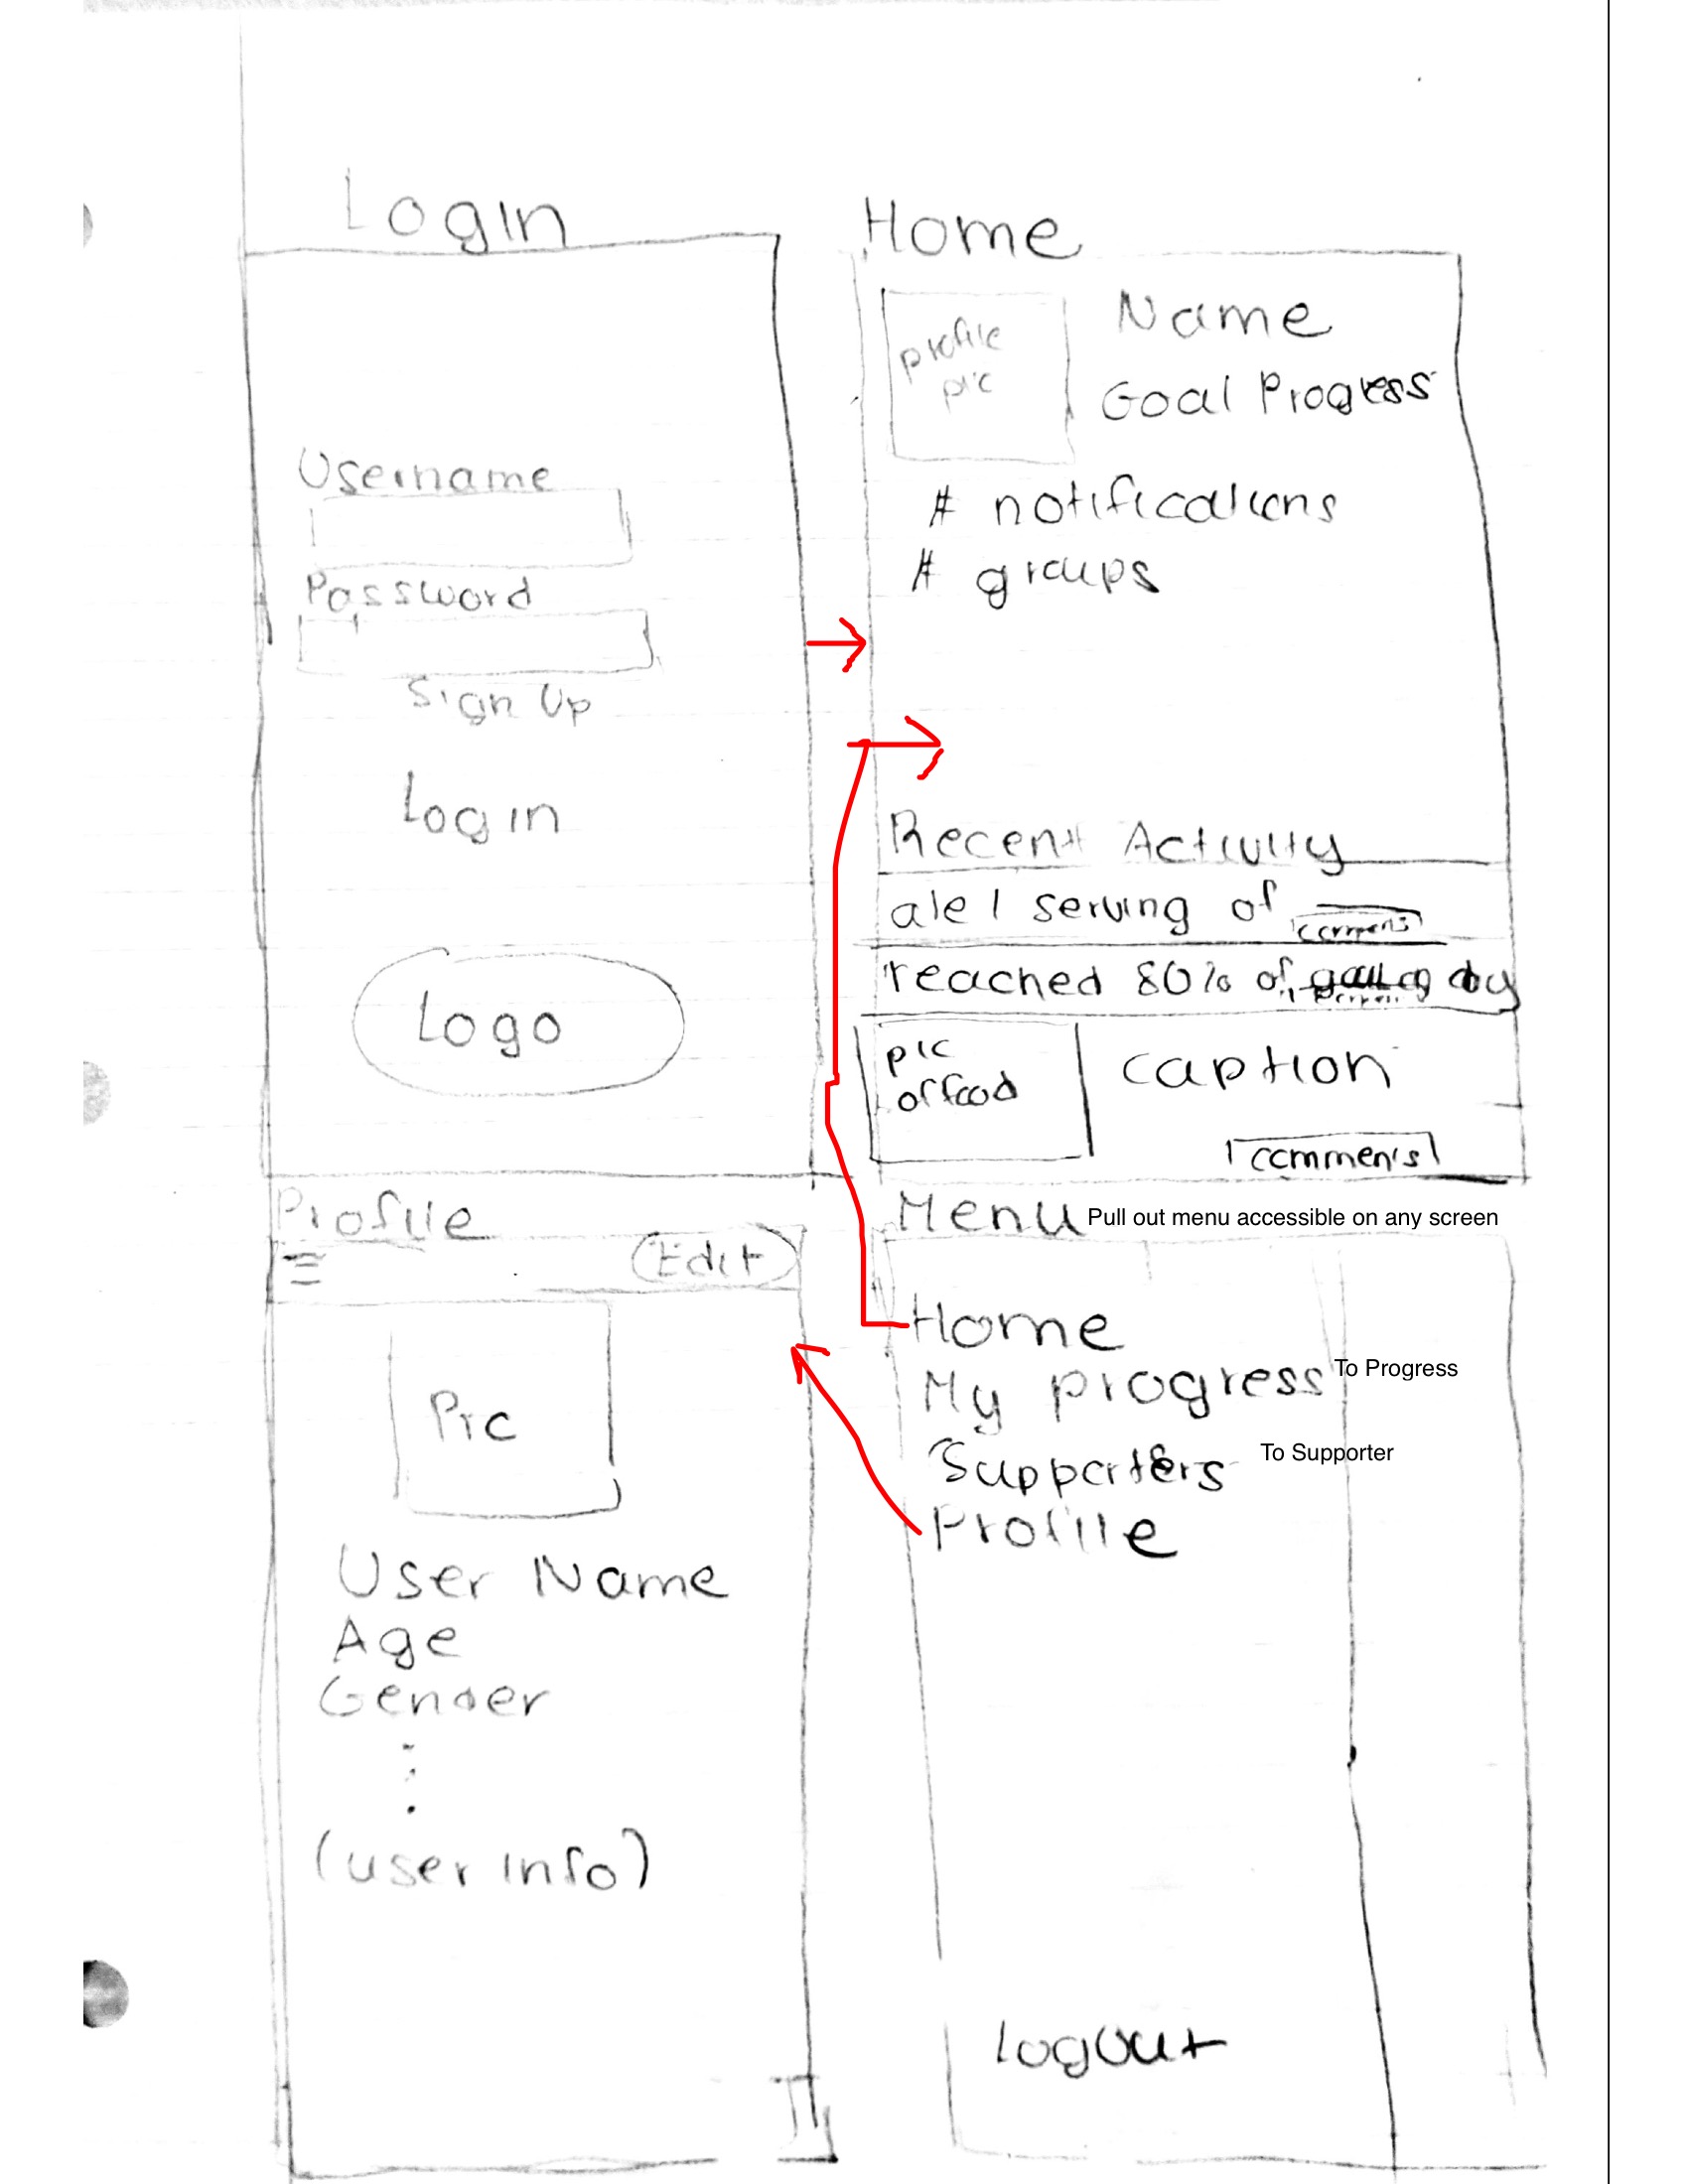 Login
Username
Password
Sign Up
Login
Logo
Home
profile
pic
Name
Goal Progress
# notifications
# groups
Recent Activity
ate 1 serving of
comments
reached 80% of day
pic
of food
caption
comments
Profile
Edit
Pic
User Name
Age
Gender
(user info)
Menu Pull out menu accessible on any screen
Home
My progress To Progress
Supporters To Supporter
Profile
logout